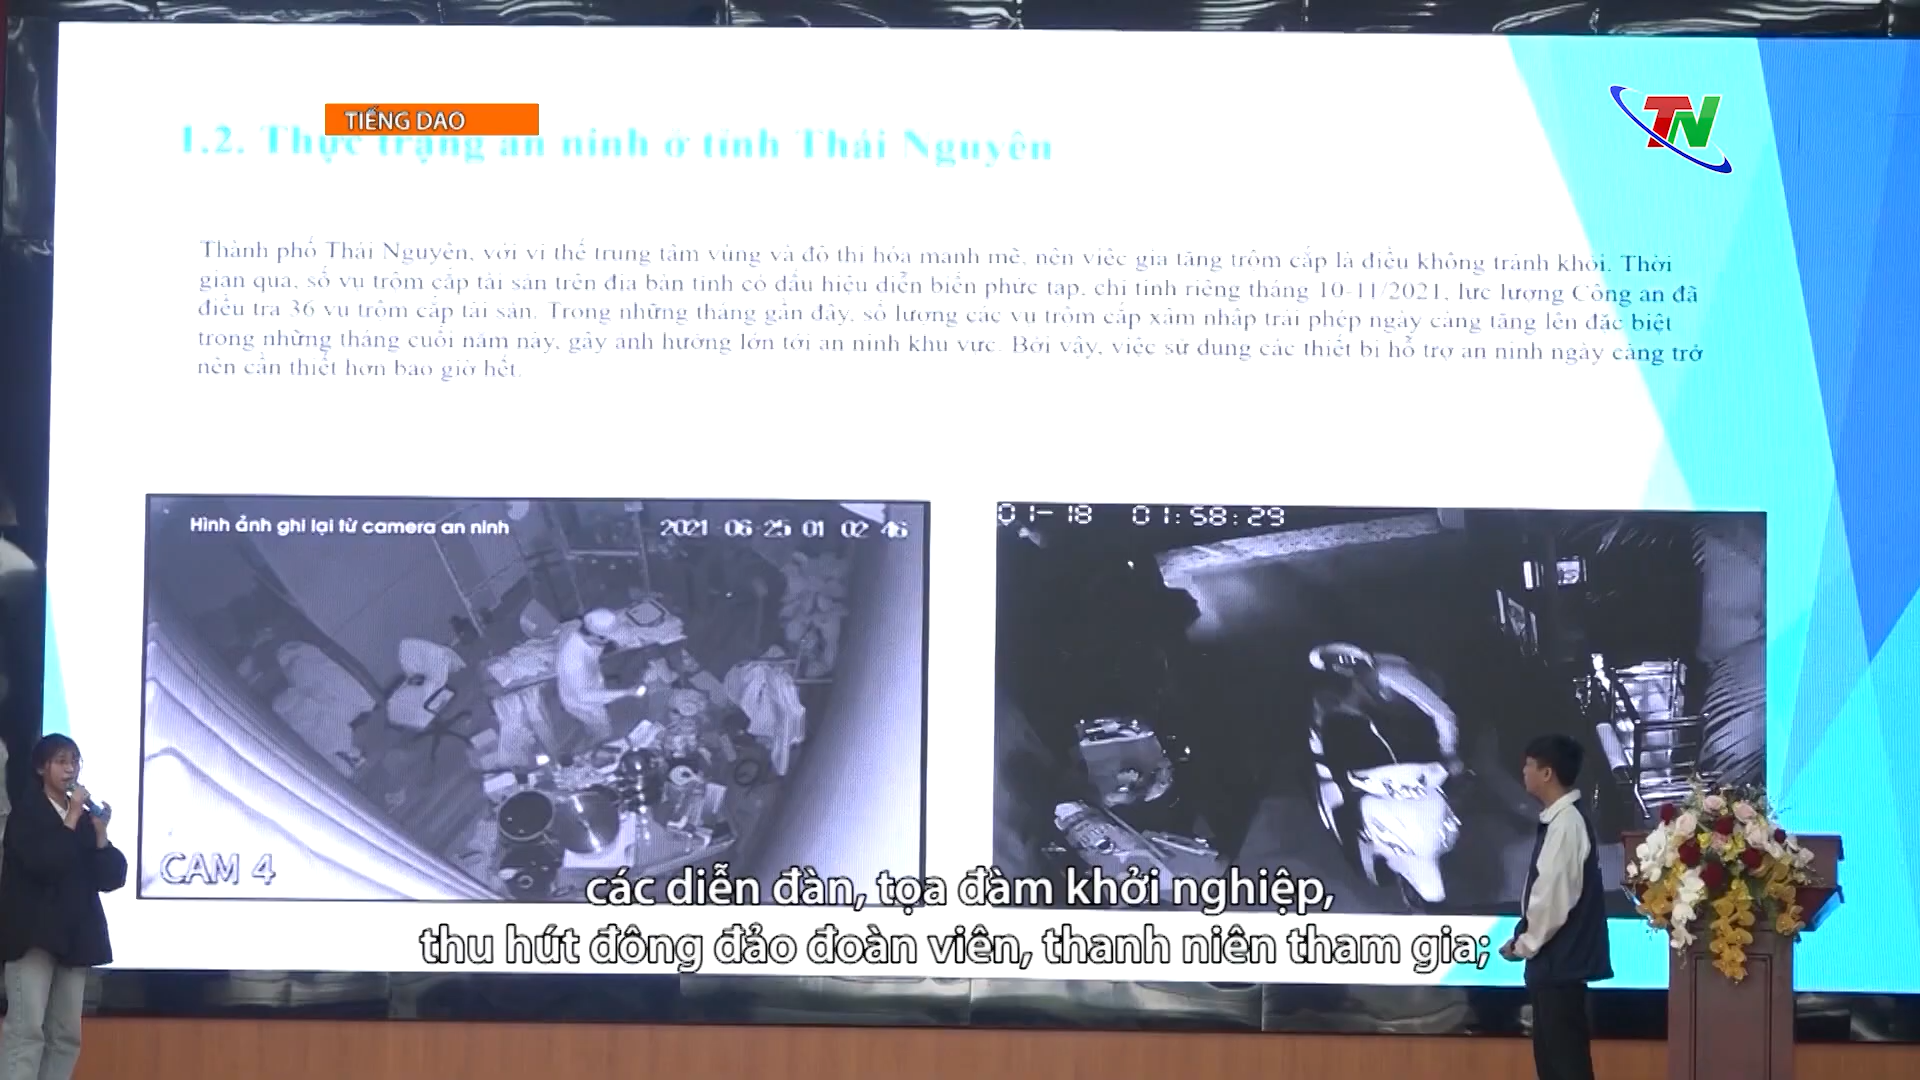 TIẾNG DAO
TN
1.2. Thực trạng an ninh ở tỉnh Thái Nguyên
Thành phố Thái Nguyên, với vị thế trung tâm vùng và đô thị hóa mạnh mẽ, nên việc gia tăng trộm cắp là điều không tránh khỏi. Thời
gian qua, số vụ trộm cắp tài sản trên địa bàn tỉnh có dấu hiệu diễn biến phức tạp, chỉ tính riêng tháng 10-11/2021, lực lượng Công an đã
điều tra 36 vụ trộm cắp tài sản. Trong những tháng gần đây, số lượng các vụ trộm cắp xâm nhập trái phép ngày càng tăng lên đặc biệt
trong những tháng cuối năm này, gây ảnh hưởng lớn tới an ninh khu vực. Bởi vậy, việc sử dụng các thiết bị hỗ trợ an ninh ngày càng trở
nên cần thiết hơn bao giờ hết.
Hình ảnh ghi lại từ camera an ninh
2021 06 25 01 02 46
01-18 01:58:29
CAM 4
các diễn đàn, tọa đàm khởi nghiệp,
thu hút đông đảo đoàn viên, thanh niên tham gia;